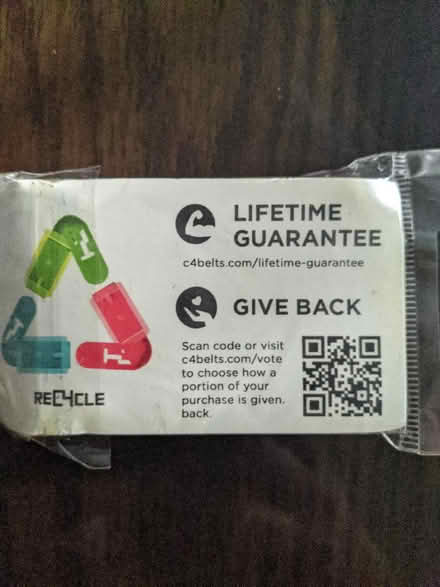 LIFETIME
GUARANTEE
c4belts.com/lifetime-guarantee
GIVE BACK
Scan code or visit
c4belts.com/vote
to choose how a
portion of your
purchase is given.
back.
REC4CLE